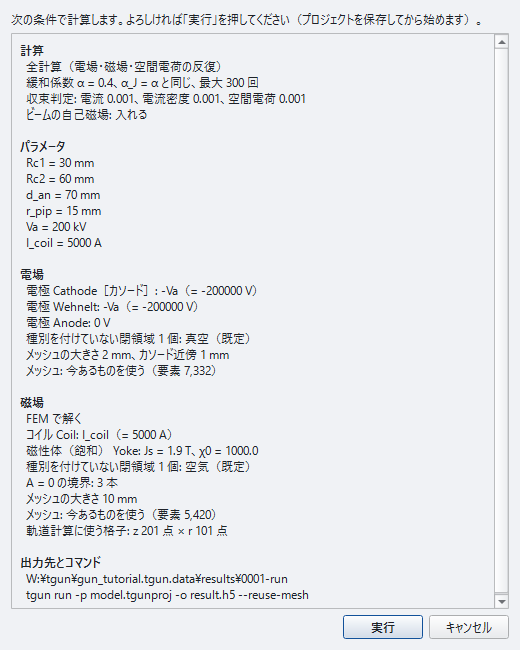 次の条件で計算します。よろしければ「実行」を押してください（プロジェクトを保存してから始めます）。
計算
全計算（電場・磁場・空間電荷の反復）
緩和係数 α = 0.4、α_J = α と同じ、最大 300 回
収束判定: 電流 0.001、電流密度 0.001、空間電荷 0.001
ビームの自己磁場: 入れる
パラメータ
Rc1 = 30 mm
Rc2 = 60 mm
d_an = 70 mm
r_pip = 15 mm
Va = 200 kV
I_coil = 5000 A
電場
電極 Cathode［カソード］: -Va（= -200000 V）
電極 Wehnelt: -Va（= -200000 V）
電極 Anode: 0 V
種別を付けていない閉領域 1 個: 真空（既定）
メッシュの大きさ 2 mm、カソード近傍 1 mm
メッシュ: 今あるものを使う（要素 7,332）
磁場
FEM で解く
コイル Coil: I_coil（= 5000 A）
磁性体（飽和） Yoke: Js = 1.9 T、χ0 = 1000.0
種別を付けていない閉領域 1 個: 空気（既定）
A = 0 の境界: 3 本
メッシュの大きさ 10 mm
メッシュ: 今あるものを使う（要素 5,420）
軌道計算に使う格子: z 201 点 × r 101 点
出力先とコマンド
W:¥tgun¥gun_tutorial.tgun.data¥results¥0001-run
tgun run -p model.tgunproj -o result.h5 --reuse-mesh
実行
キャンセル